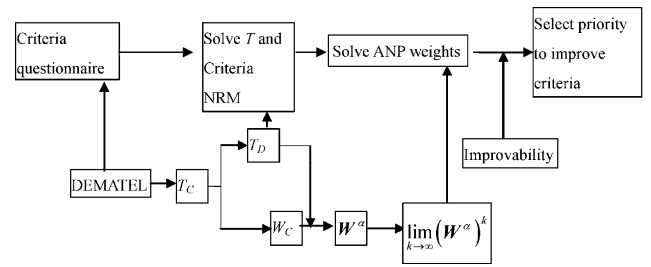 Criteria
questionnaire
Solve T and
Criteria
NRM
Solve ANP weights
Select priority
to improve
criteria
Improvability
DEMATEL
T_C
T_D
W_C
W^α
lim_{k→∞}(W^α)^k